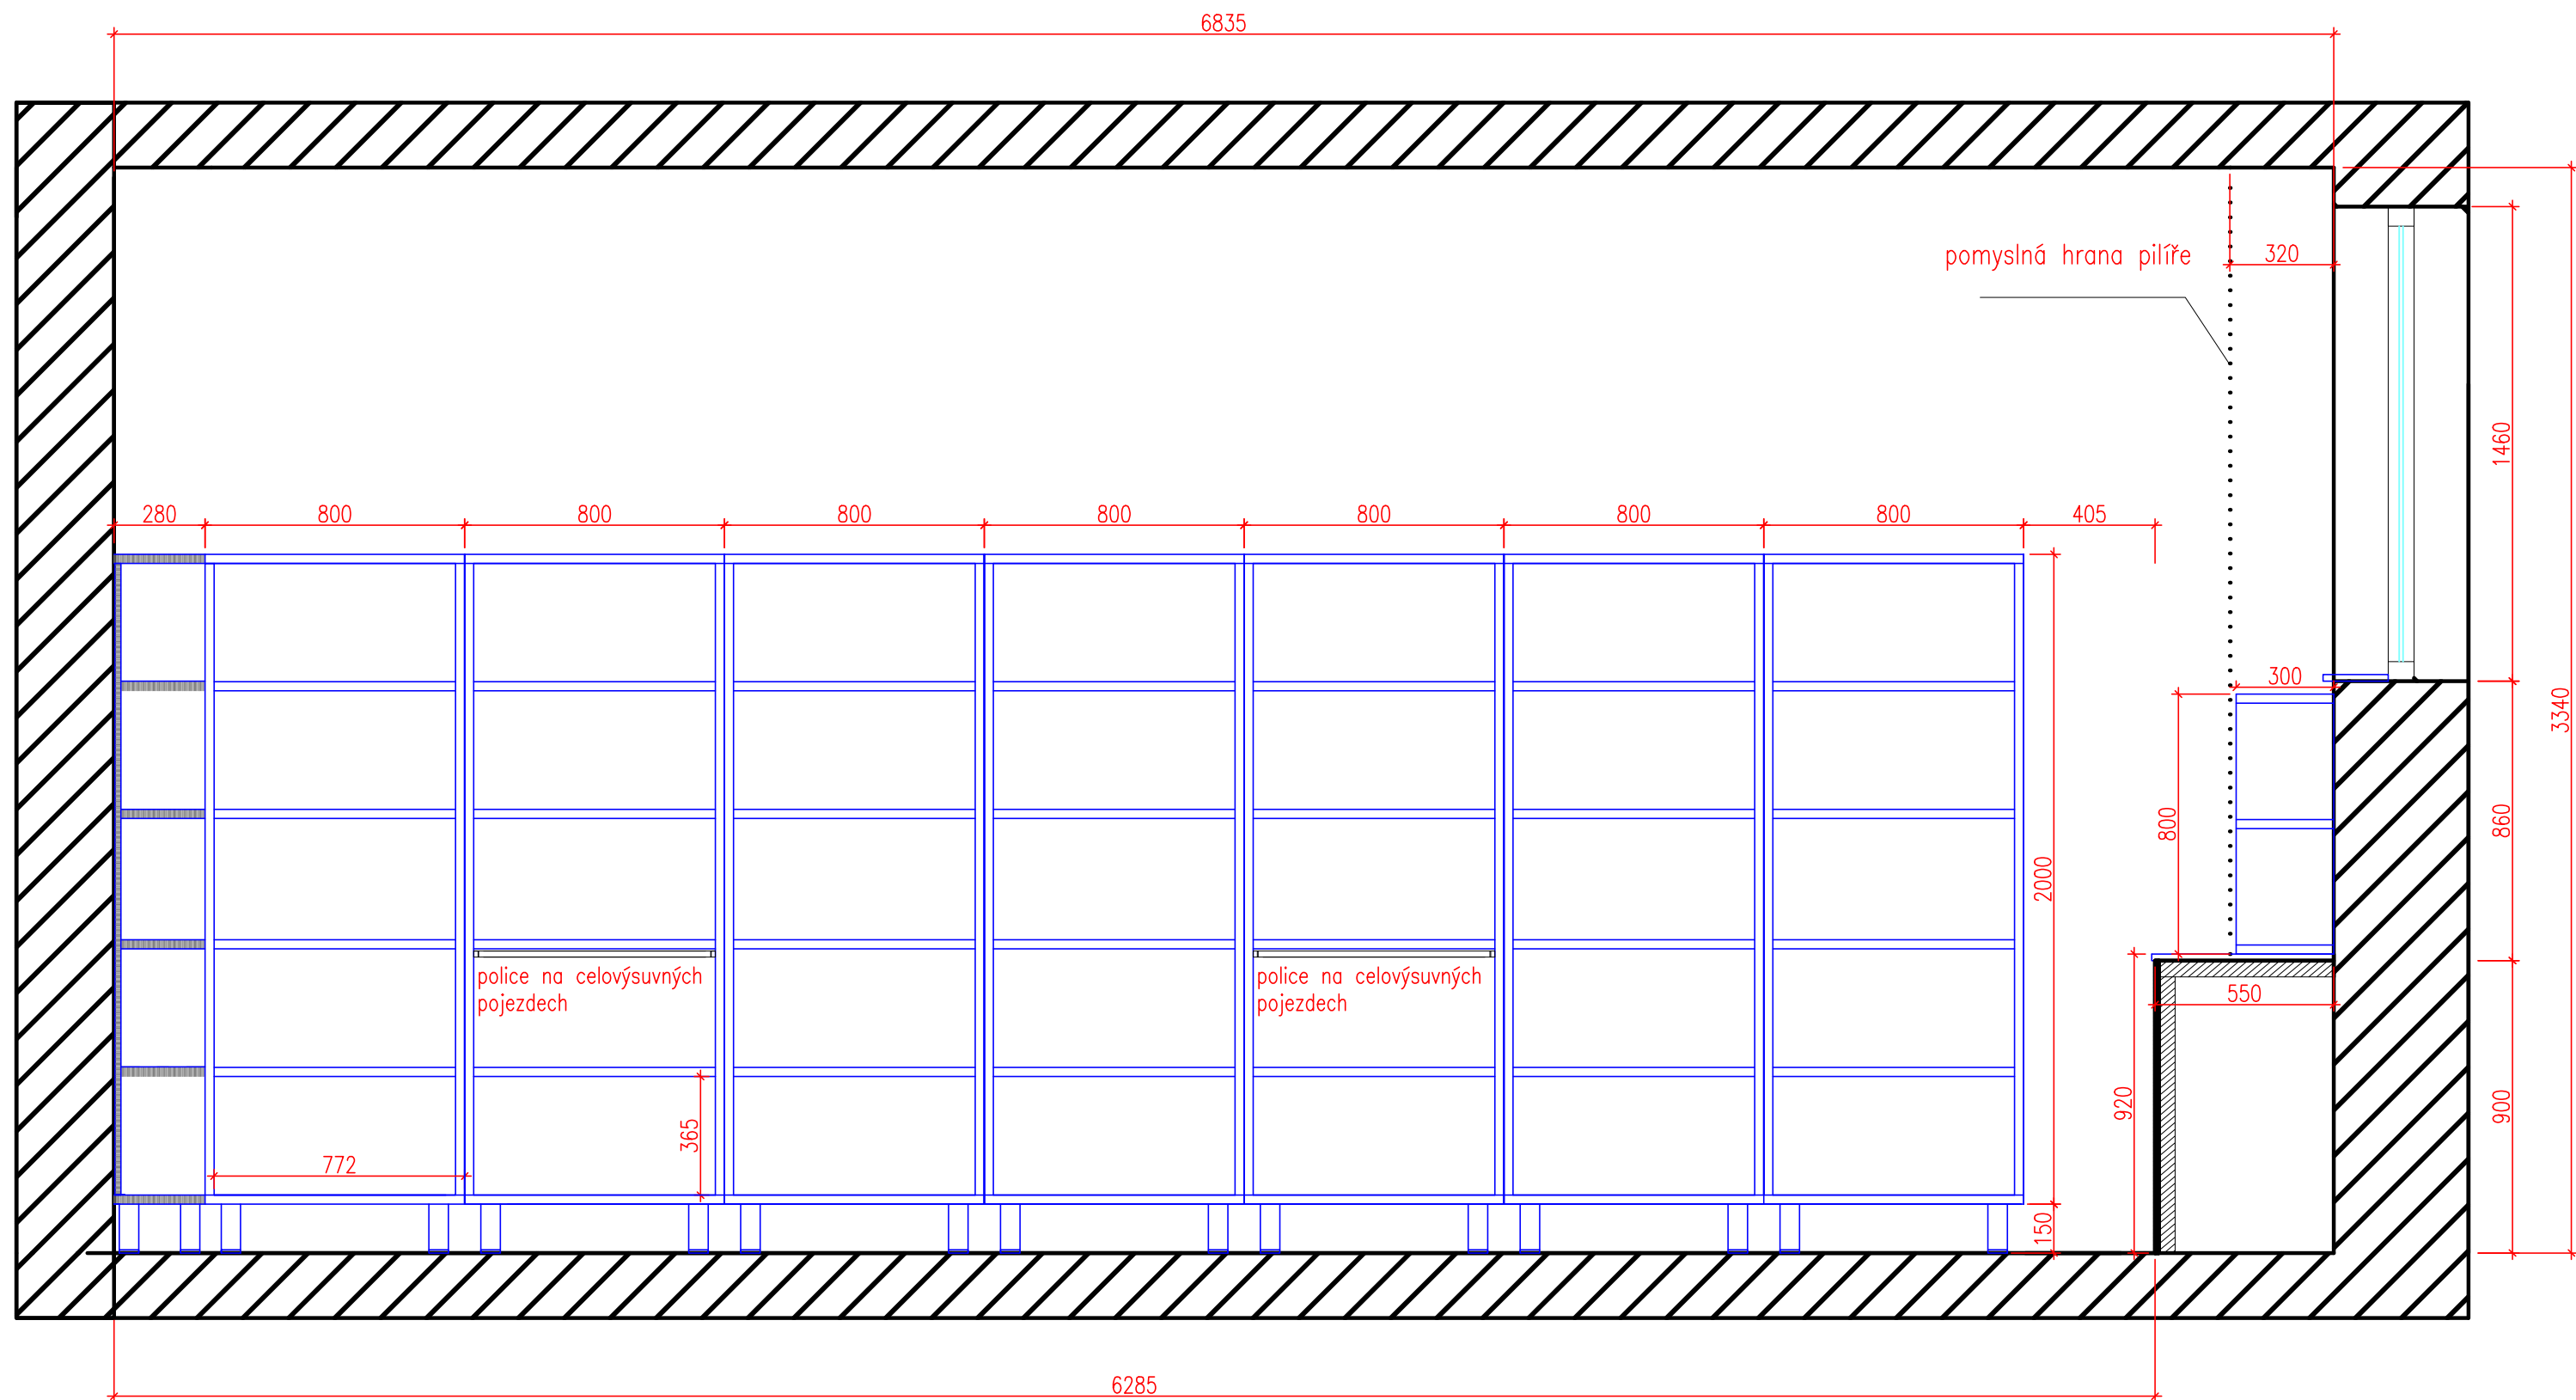 6835
pomyslná hrana pilíře
320
1460
280 800 800 800 800 800 800 800 405
300
3340
800
860
2000
police na celovýsuvných
pojezdech
police na celovýsuvných
pojezdech
550
920
900
365
772
150
6285